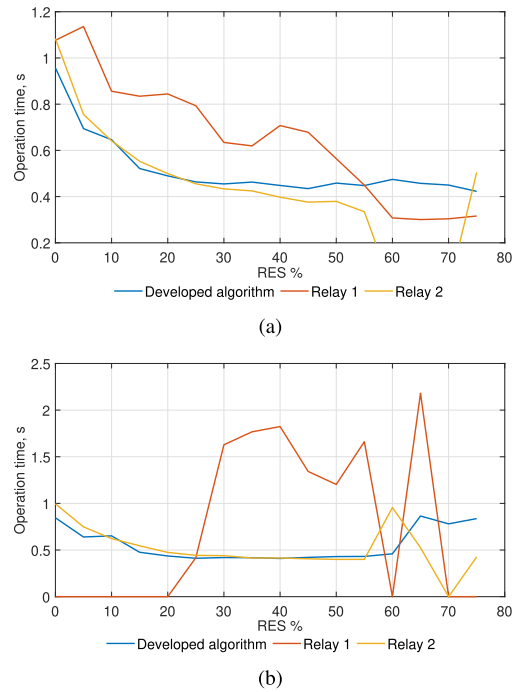 1.2
1
0.8
0.6
0.4
0.2
Operation time, s
0 10 20 30 40 50 60 70 80
RES %
Developed algorithm Relay 1 Relay 2
(a)
2.5
2
1.5
1
0.5
0
Operation time, s
0 10 20 30 40 50 60 70 80
RES %
Developed algorithm Relay 1 Relay 2
(b)